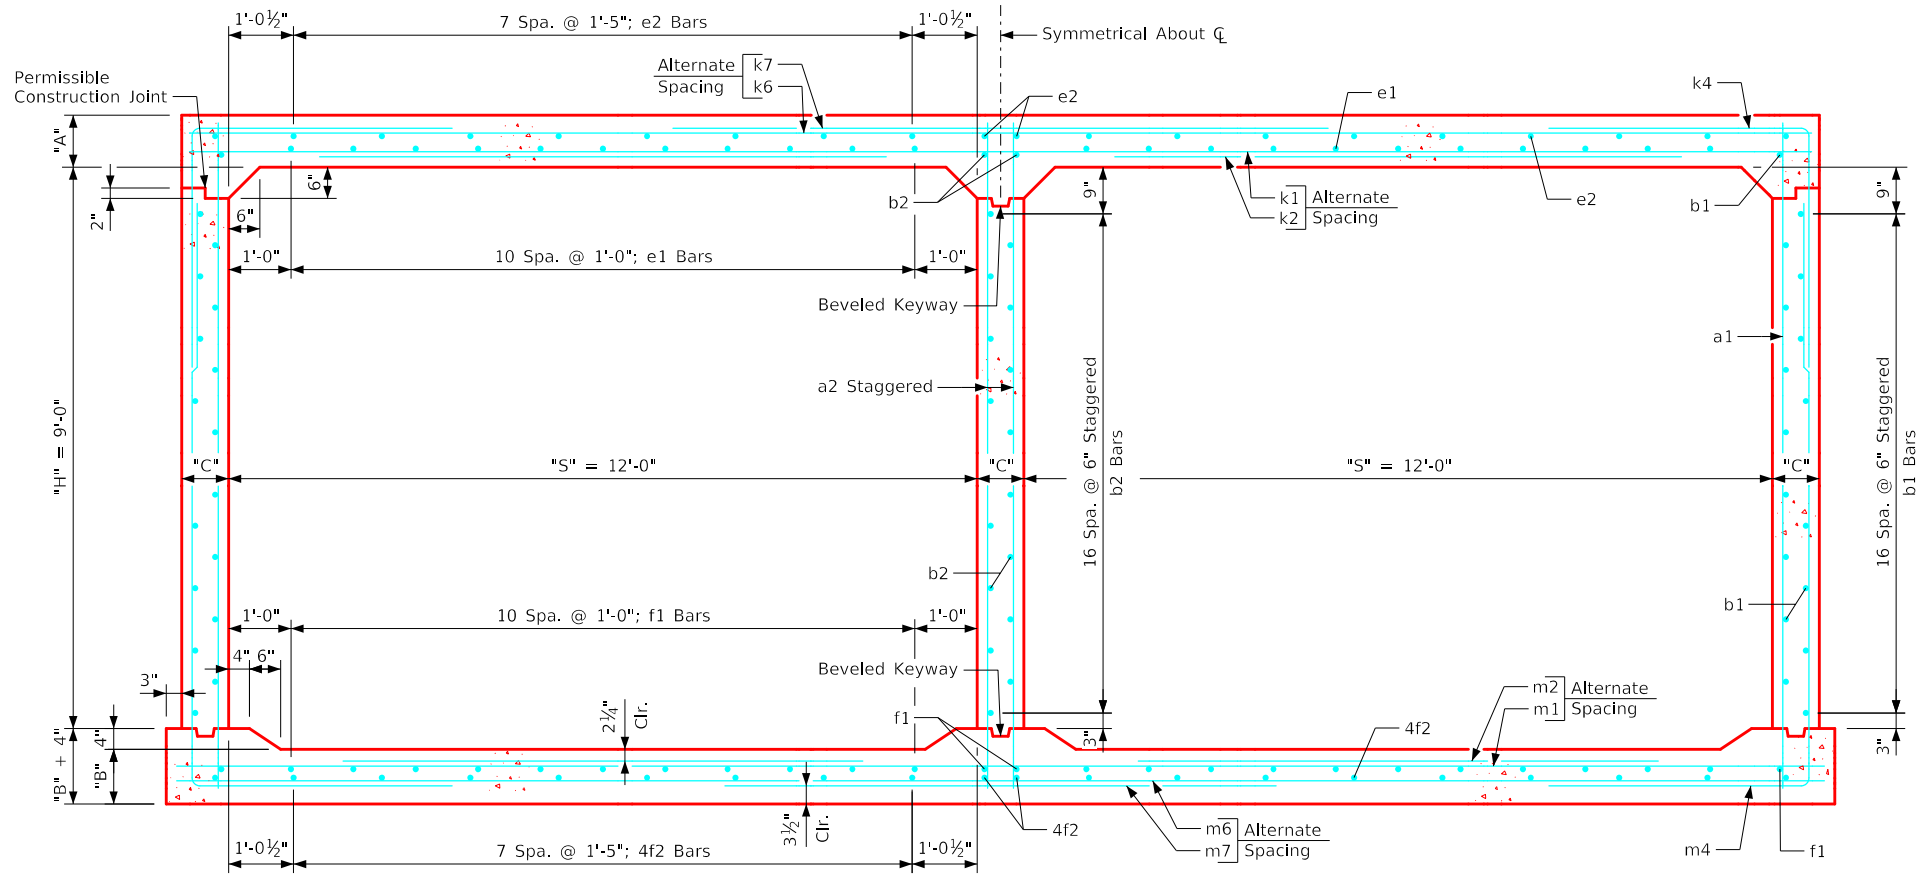 1'-0½"
7 Spa. @ 1'-5"; e2 Bars
1'-0½"
Symmetrical About ℄
Permissible
Construction Joint
Alternate
Spacing
k7
k6
e2
e1
k4
"A"
6"
9"
9"
2"
6"
b2
k1
k2
Alternate
Spacing
e2
b1
1'-0"
10 Spa. @ 1'-0"; e1 Bars
1'-0"
Beveled Keyway
a1
"H" = 9'-0"
a2 Staggered
16 Spa. @ 6" Staggered
b2 Bars
16 Spa. @ 6" Staggered
b1 Bars
"C"
"S" = 12'-0"
"C"
"S" = 12'-0"
"C"
b2
b1
1'-0"
10 Spa. @ 1'-0"; f1 Bars
1'-0"
4"
6"
3"
Beveled Keyway
2¼"
Clr.
f1
m2
m1
Alternate
Spacing
4f2
3"
3"
"B" + 4"
4"
"B"
3½"
Clr.
4f2
m6
m7
Alternate
Spacing
m4
f1
1'-0½"
7 Spa. @ 1'-5"; 4f2 Bars
1'-0½"